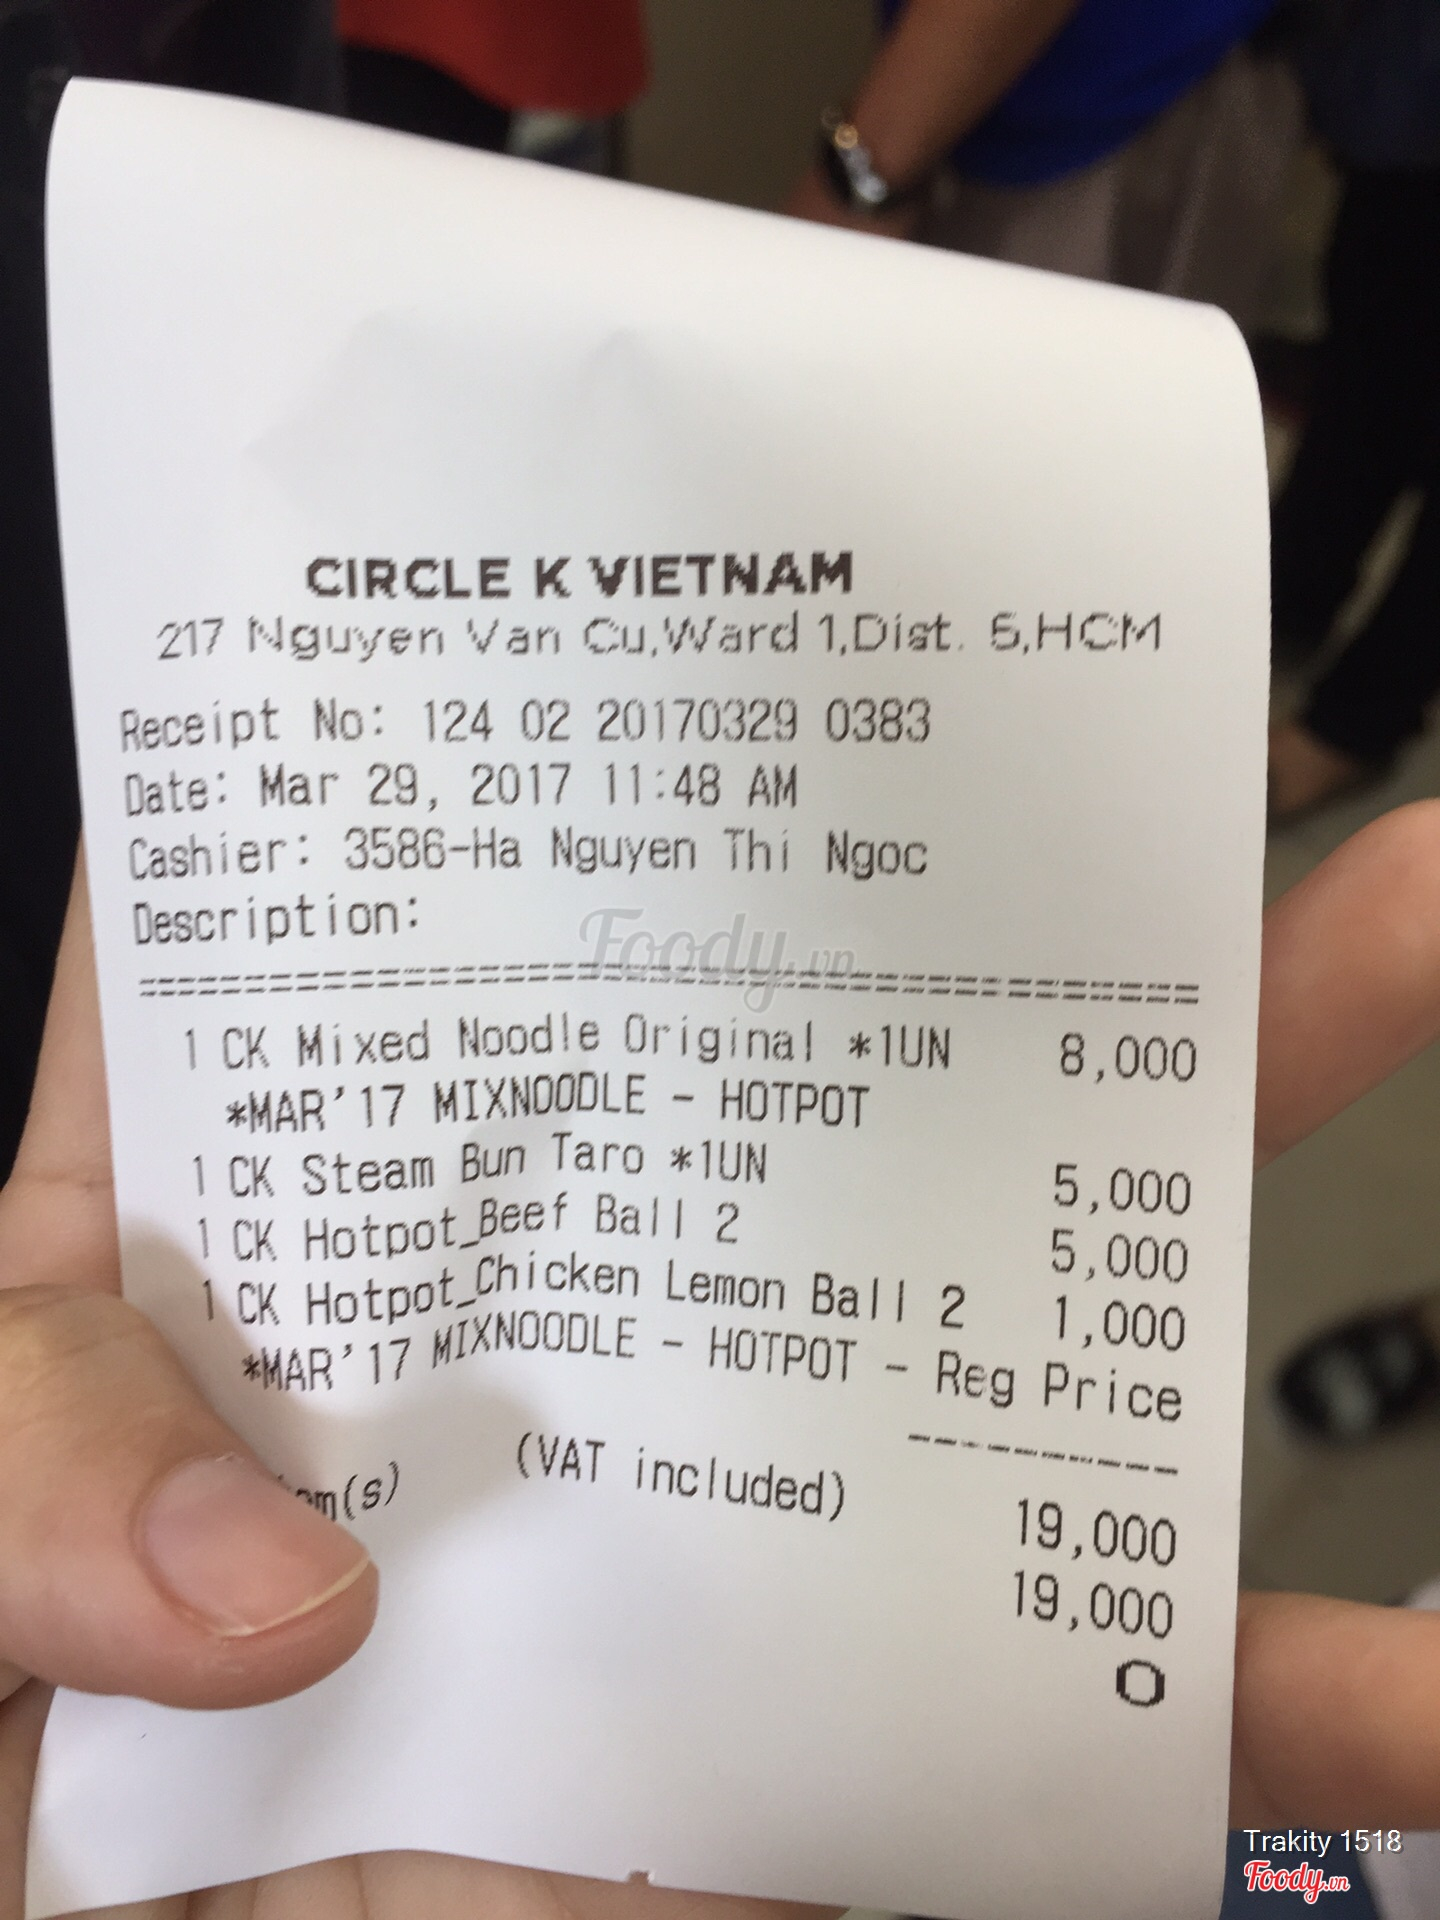 CIRCLE K VIETNAM
217 Nguyen Van Cu,Ward 1,Dist. 5,HCM
Receipt No: 124 02 20170329 0383
Date: Mar 29, 2017 11:48 AM
Cashier: 3586-Ha Nguyen Thi Ngoc
Description:
Foody.vn
1 CK Mixed Noodle Original *1UN 8,000
*MAR'17 MIXNOODLE - HOTPOT
1 CK Steam Bun Taro *1UN 5,000
1 CK Hotpot_Beef Ball 2 5,000
1 CK Hotpot_Chicken Lemon Ball 2 1,000
*MAR'17 MIXNOODLE - HOTPOT - Reg Price
(VAT included) 19,000
19,000
0
Trakity 1518
Foody.vn